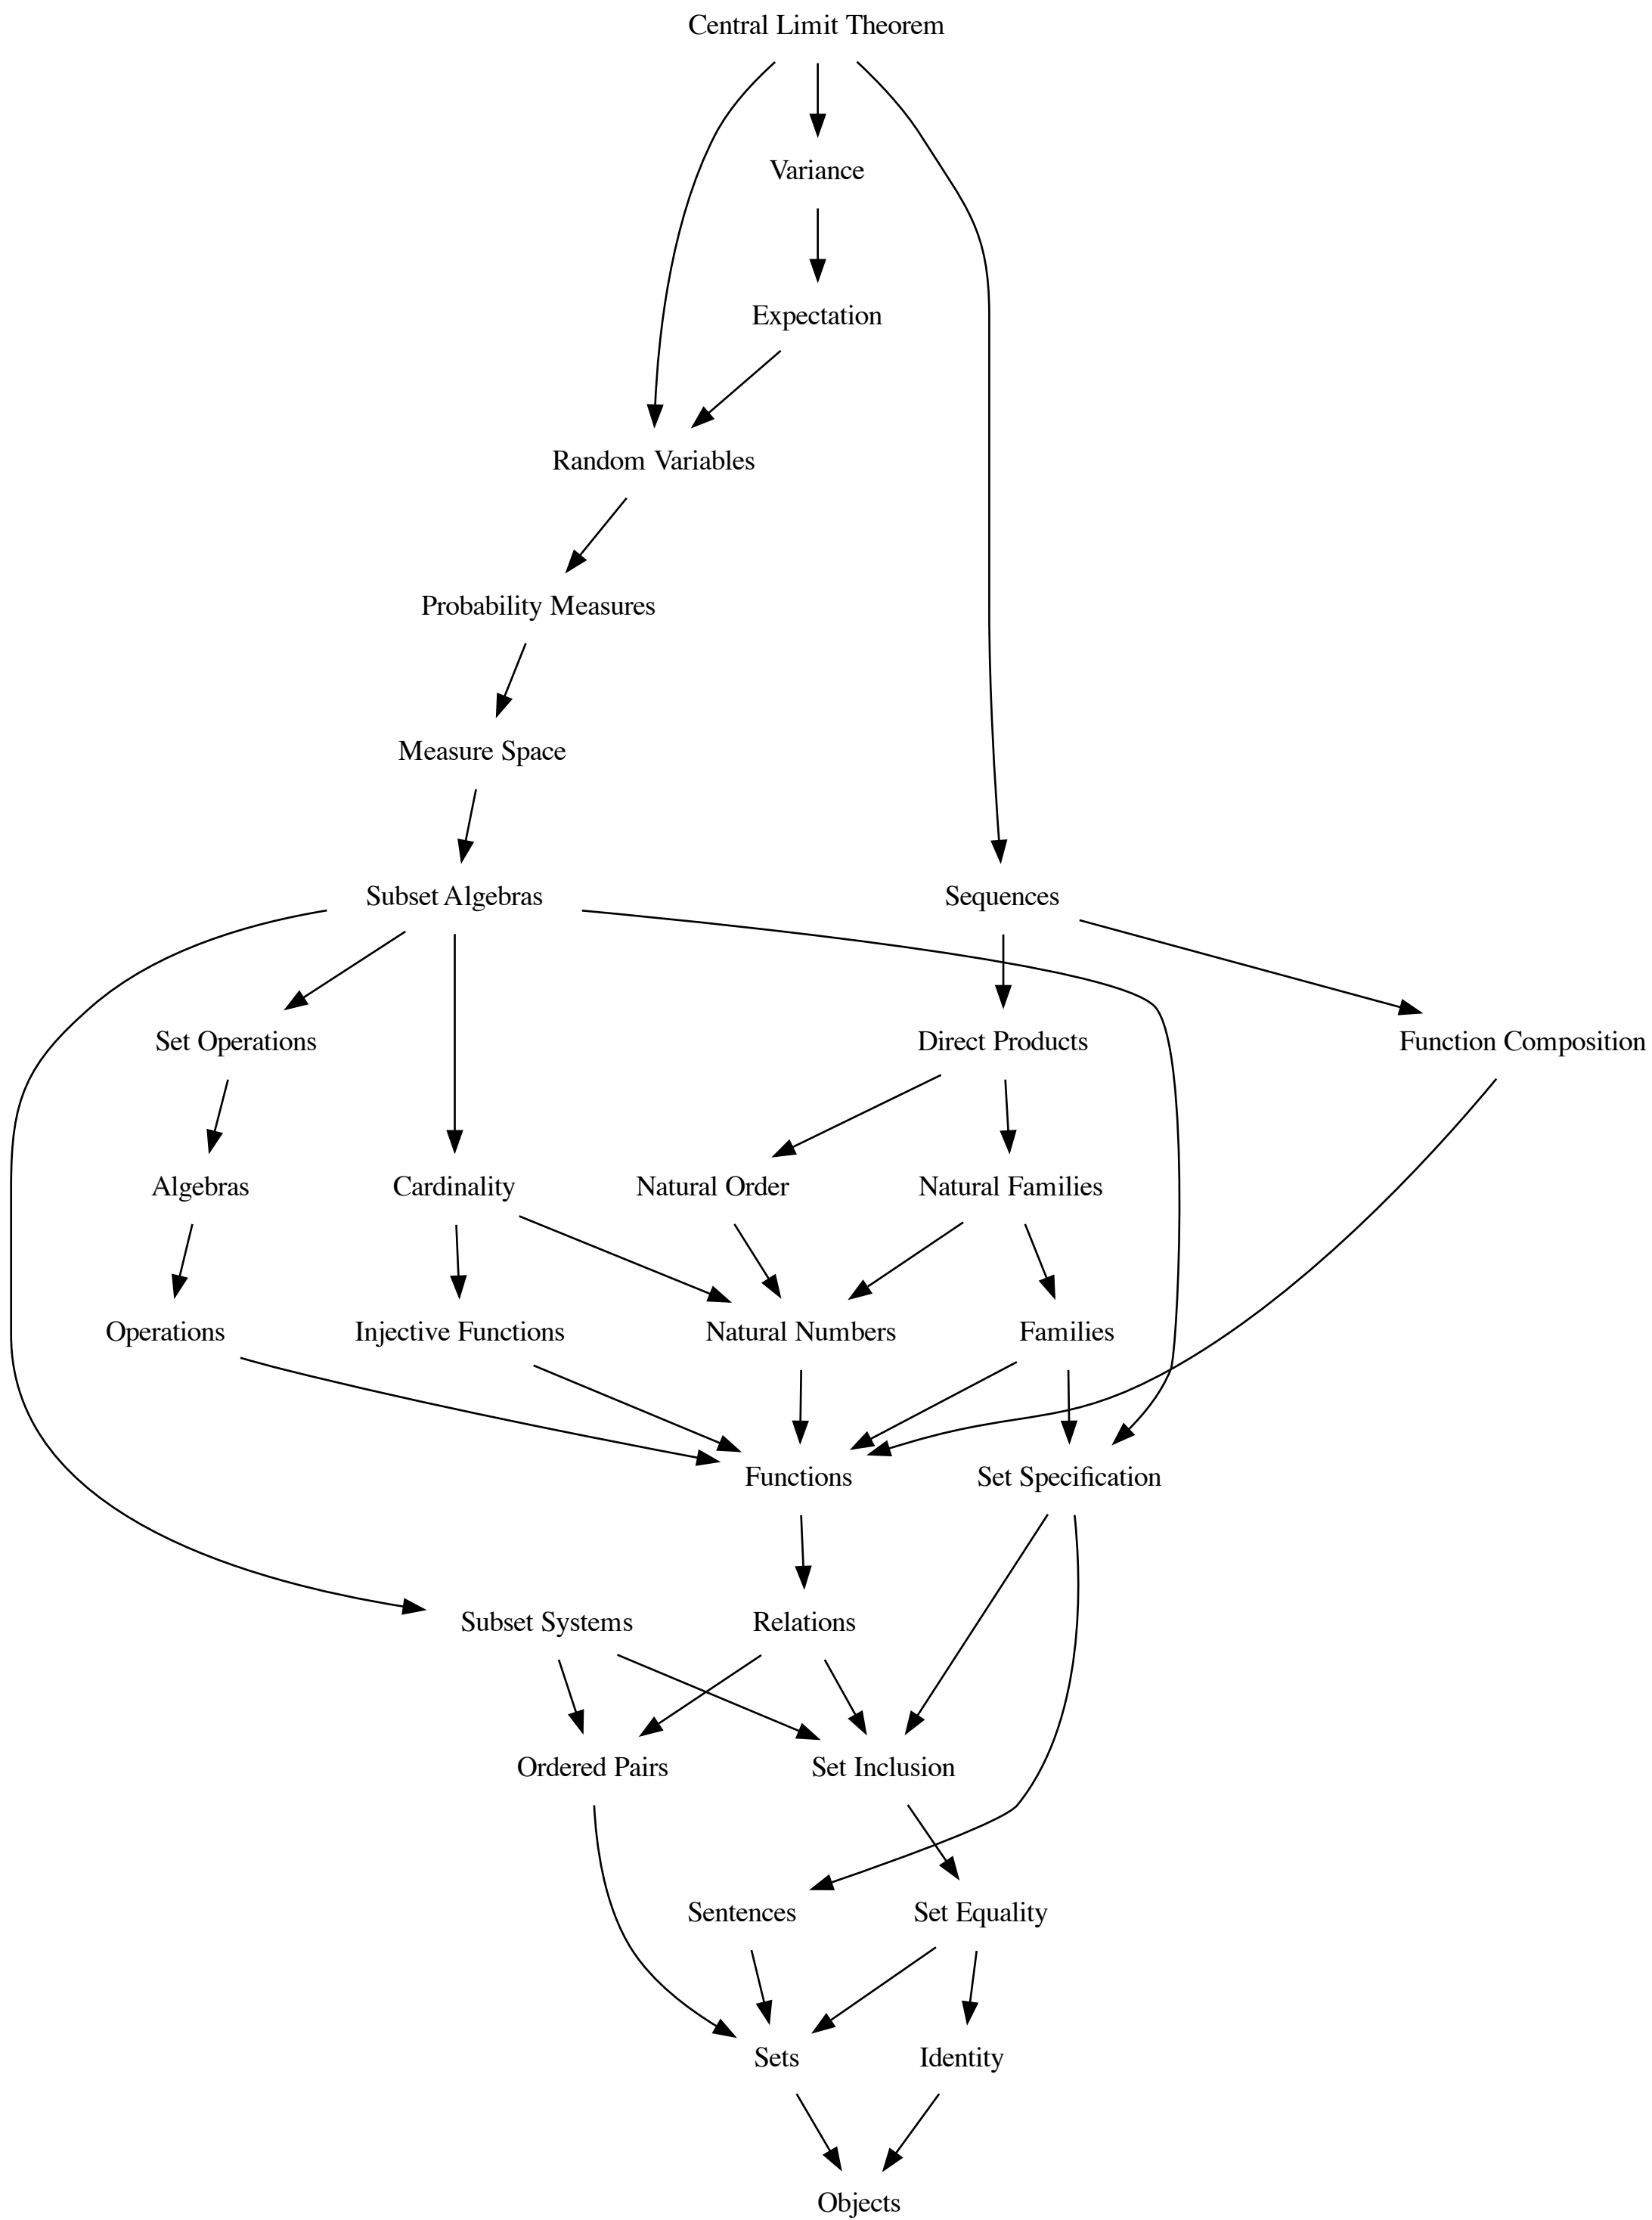 Central Limit Theorem
Variance
Expectation
Random Variables
Probability Measures
Measure Space
Subset Algebras
Sequences
Set Operations
Direct Products
Function Composition
Algebras
Cardinality
Natural Order
Natural Families
Operations
Injective Functions
Natural Numbers
Families
Functions
Set Specification
Subset Systems
Relations
Ordered Pairs
Set Inclusion
Sentences
Set Equality
Sets
Identity
Objects